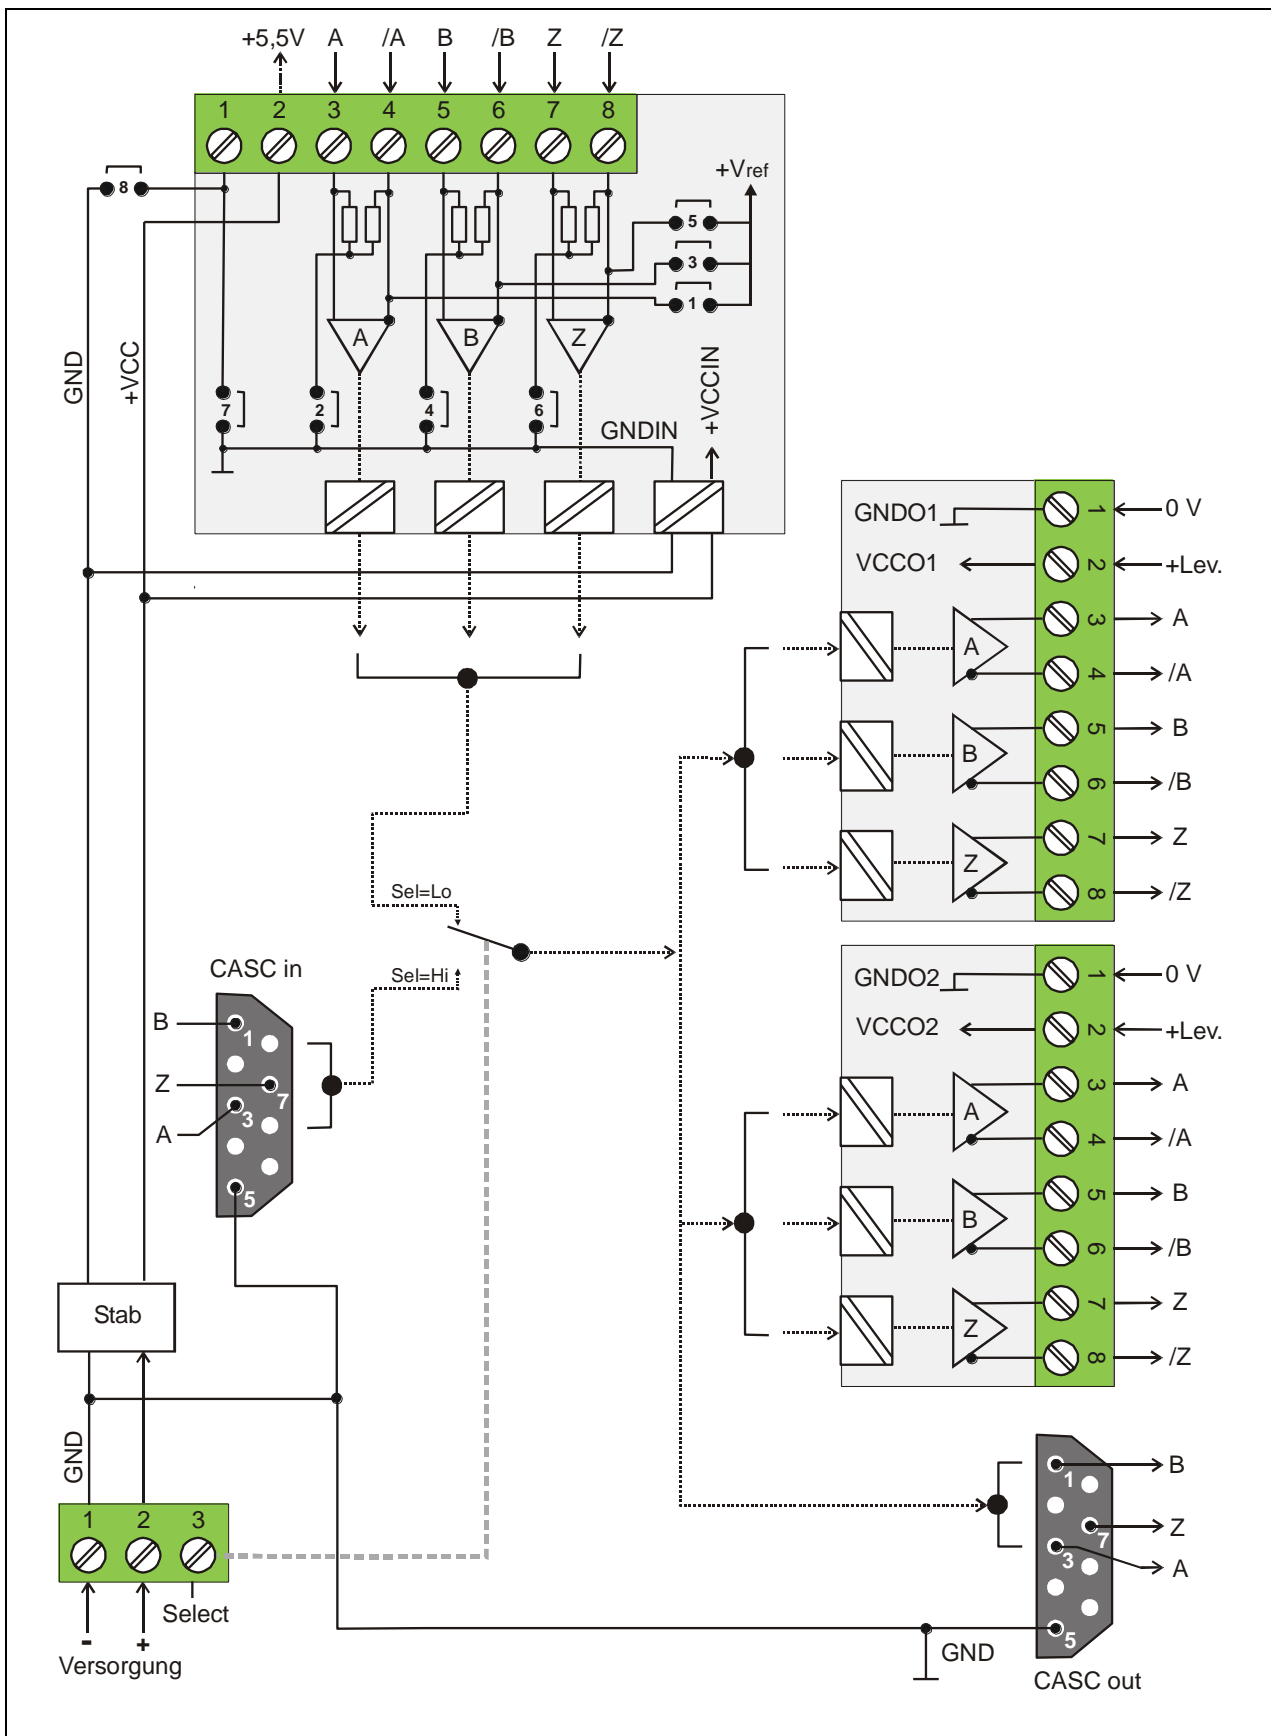 +5,5V A /A B /B Z /Z
1 2 3 4 5 6 7 8
8
+Vref
5
3
1
A B Z
GND
+VCC
7 2 4 6
GNDIN
+VCCIN
GNDO1 1 0 V
VCCO1 2 +Lev.
3 A
A
4 /A
5 B
B
6 /B
7 Z
Z
8 /Z
Sel=Lo
Sel=Hi
CASC in
B 1
Z 7
A 3
5
GNDO2 1 0 V
VCCO2 2 +Lev.
3 A
A
4 /A
5 B
B
6 /B
7 Z
Z
8 /Z
Stab
GND
1 2 3
Select
- +
Versorgung
1 B
7 Z
3 A
5
GND
CASC out